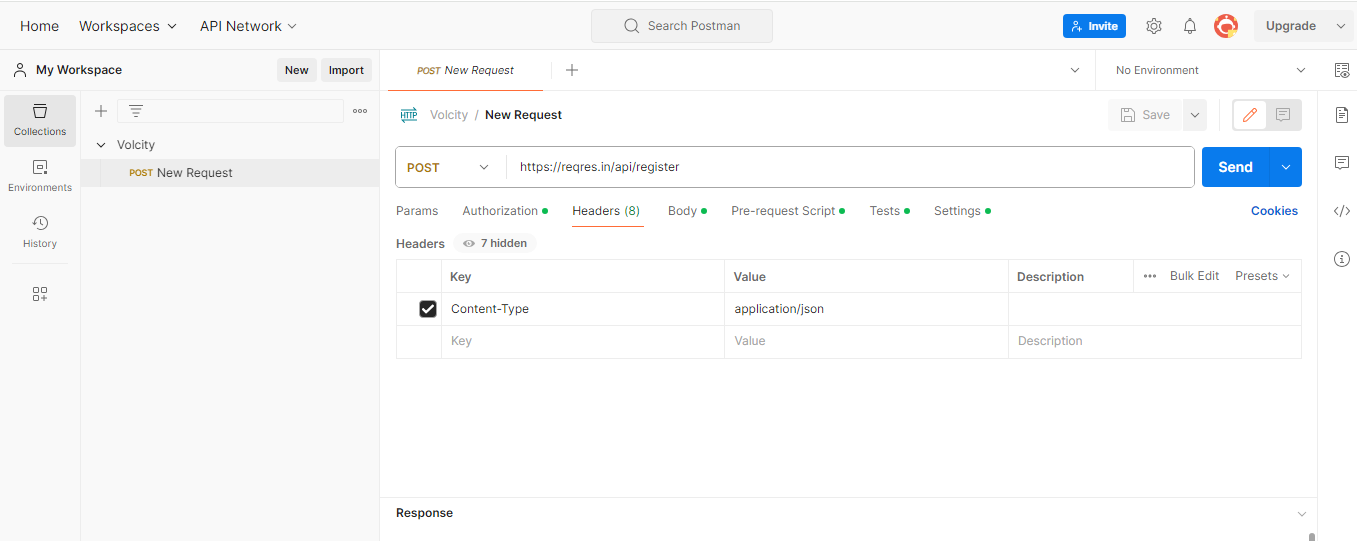 Home Workspaces API Network Search Postman Invite Upgrade
My Workspace New Import POST New Request No Environment
Collections
Environments
History
Volcity
POST New Request
HTTP Volcity / New Request Save
POST https://reqres.in/api/register Send
Params Authorization Headers (8) Body Pre-request Script Tests Settings Cookies
Headers 7 hidden
Key Value Description Bulk Edit Presets
Content-Type application/json
Key Value Description
Response